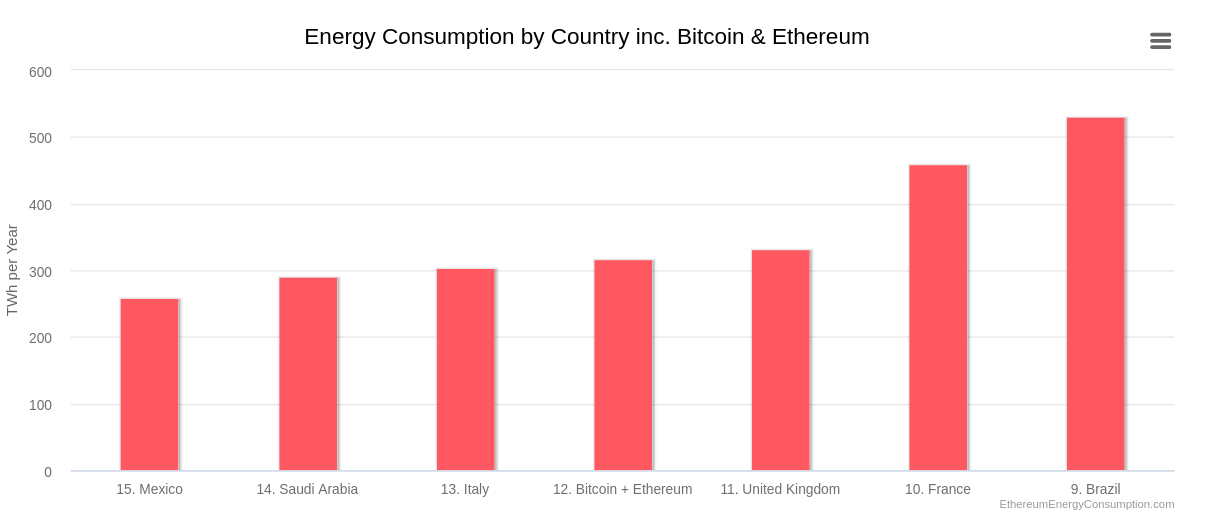 Energy Consumption by Country inc. Bitcoin & Ethereum
TWh per Year
600
500
400
300
200
100
0
15. Mexico
14. Saudi Arabia
13. Italy
12. Bitcoin + Ethereum
11. United Kingdom
10. France
9. Brazil
EthereumEnergyConsumption.com